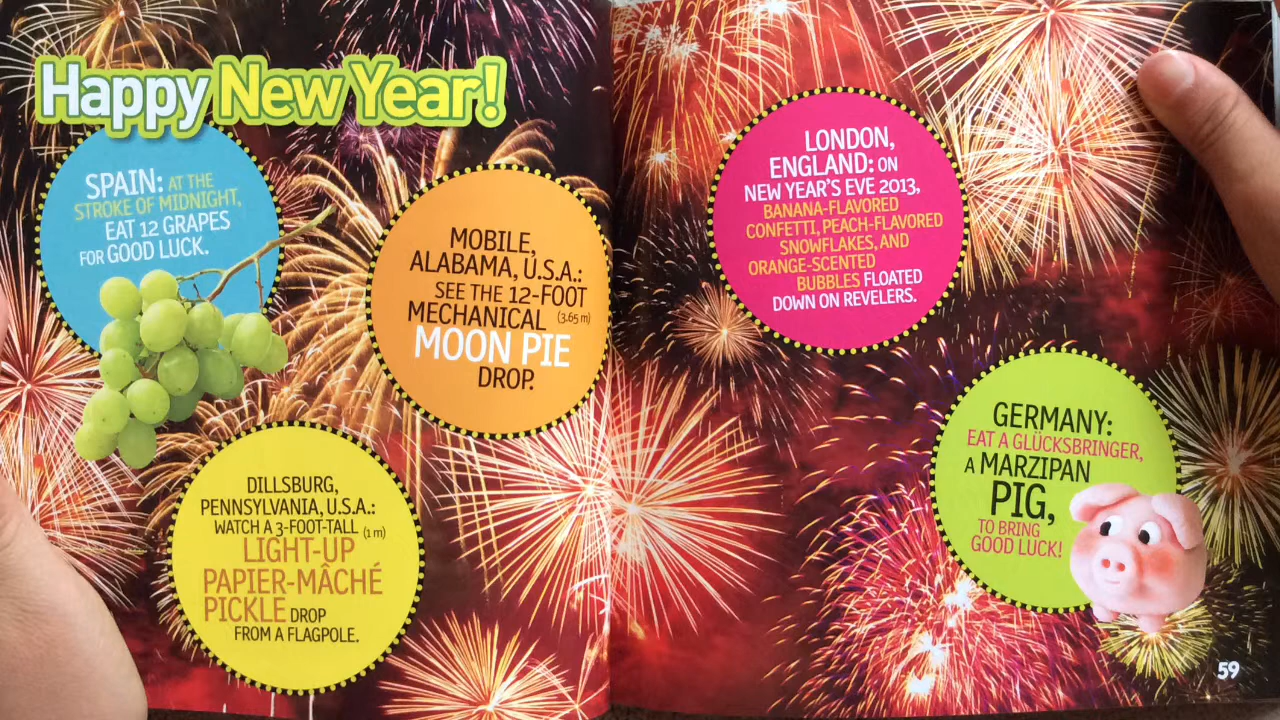 Happy New Year!
SPAIN: AT THE
STROKE OF MIDNIGHT,
EAT 12 GRAPES
FOR GOOD LUCK.
MOBILE,
ALABAMA, U.S.A.:
SEE THE 12-FOOT
(3.65 m)
MECHANICAL
MOON PIE
DROP.
DILLSBURG,
PENNSYLVANIA, U.S.A.:
WATCH A 3-FOOT-TALL (1 m)
LIGHT-UP
PAPIER-MÂCHÉ
PICKLE DROP
FROM A FLAGPOLE.
LONDON,
ENGLAND: ON
NEW YEAR'S EVE 2013,
BANANA-FLAVORED
CONFETTI, PEACH-FLAVORED
SNOWFLAKES, AND
ORANGE-SCENTED
BUBBLES FLOATED
DOWN ON REVELERS.
GERMANY:
EAT A GLÜCKSBRINGER,
A MARZIPAN
PIG,
TO BRING
GOOD LUCK!
59